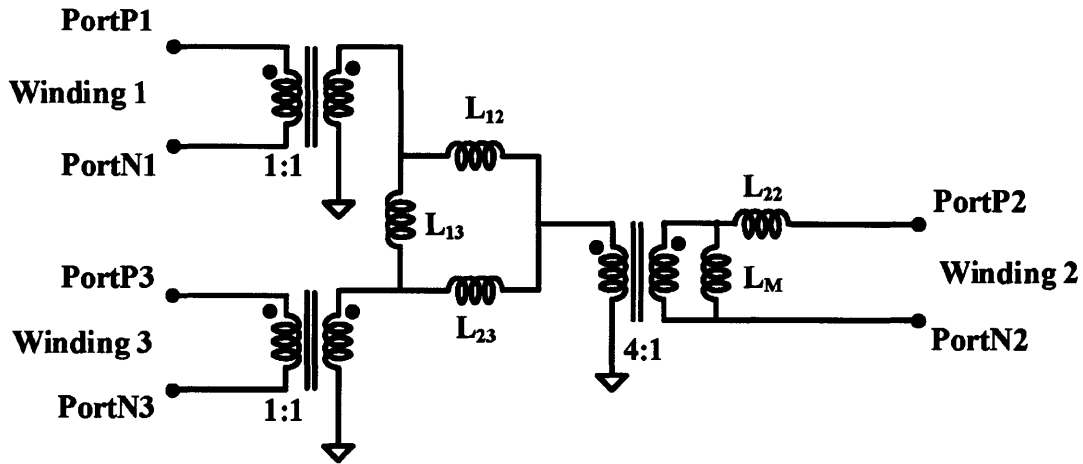 PortP1
Winding 1
PortN1
1:1
L12
L13
PortP3
Winding 3
PortN3
1:1
L23
4:1
L22
LM
PortP2
Winding 2
PortN2